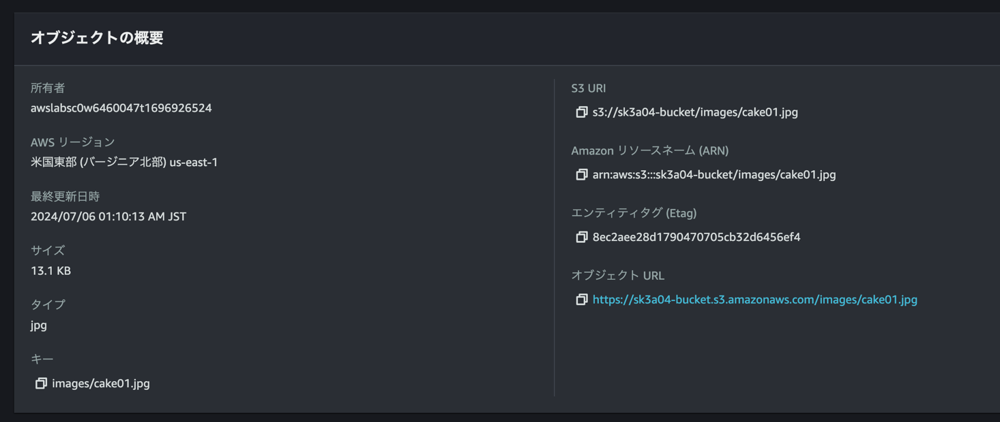 オブジェクトの概要
所有者
awslabsc0w6460047t1696926524
AWS リージョン
米国東部 (バージニア北部) us-east-1
最終更新日時
2024/07/06 01:10:13 AM JST
サイズ
13.1 KB
タイプ
jpg
キー
images/cake01.jpg
S3 URI
s3://sk3a04-bucket/images/cake01.jpg
Amazon リソースネーム (ARN)
arn:aws:s3:::sk3a04-bucket/images/cake01.jpg
エンティティタグ (Etag)
8ec2aee28d1790470705cb32d6456ef4
オブジェクト URL
https://sk3a04-bucket.s3.amazonaws.com/images/cake01.jpg